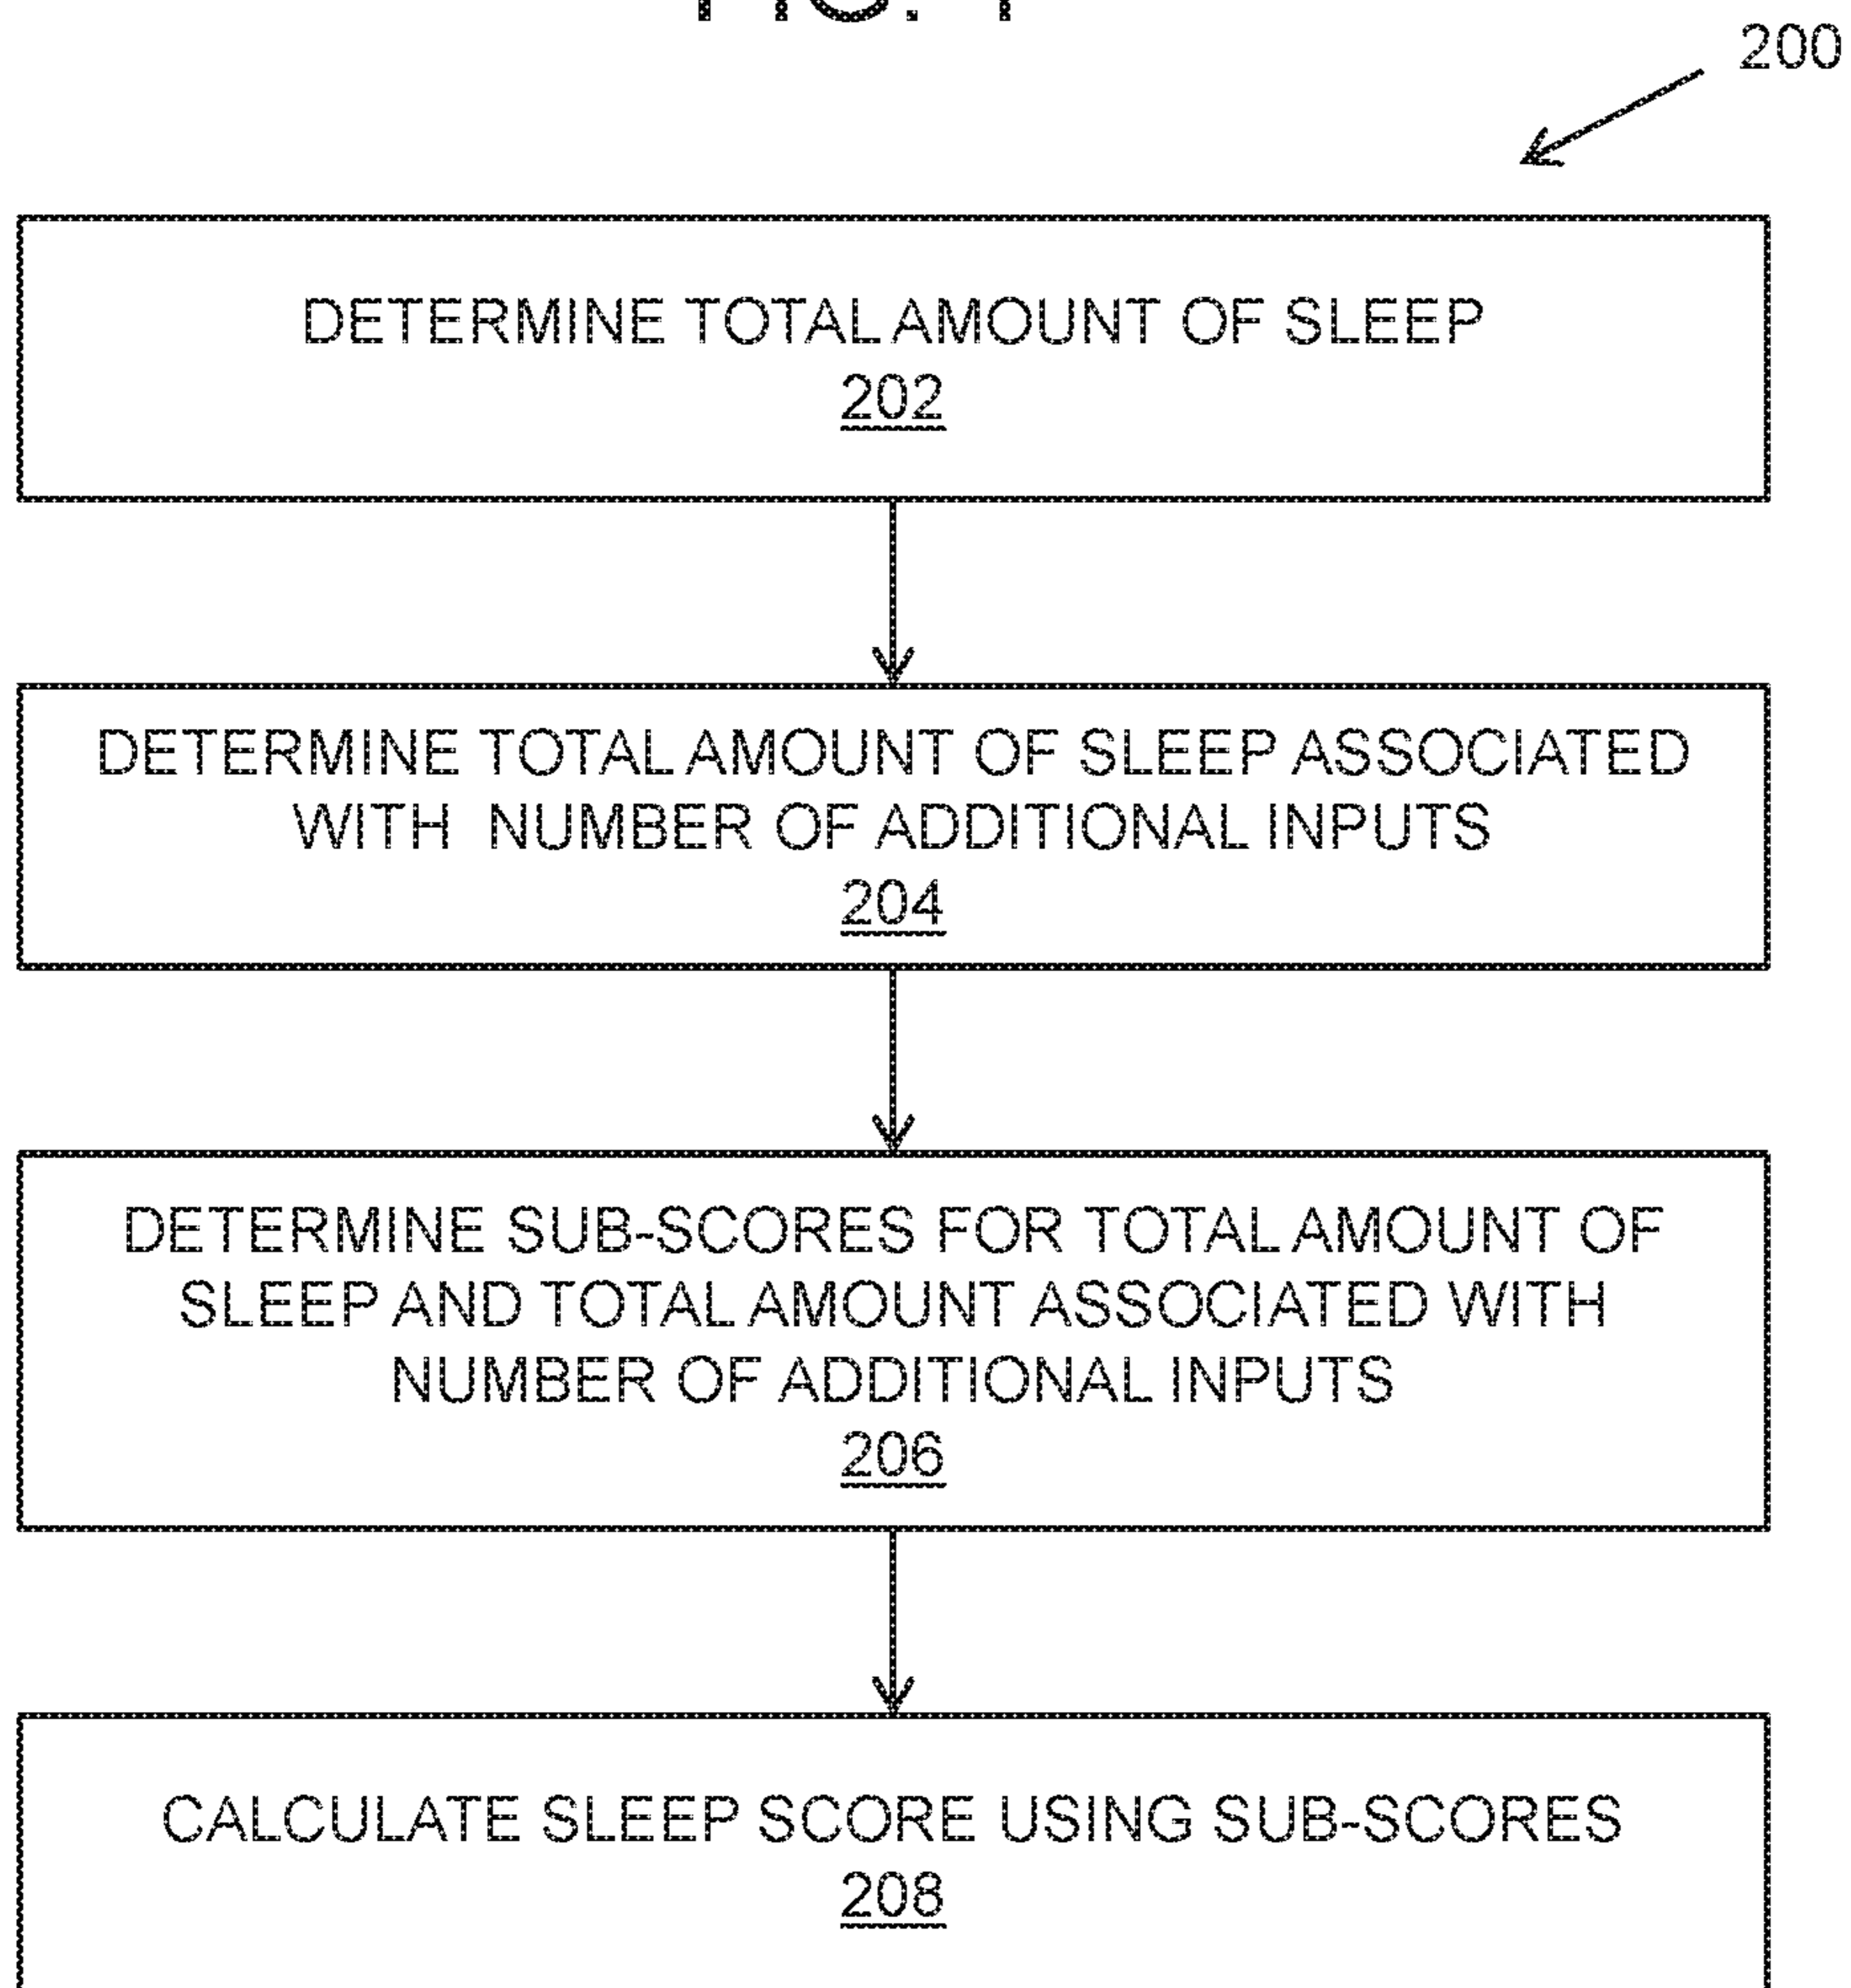 200
DETERMINE TOTAL AMOUNT OF SLEEP
202
DETERMINE TOTAL AMOUNT OF SLEEP ASSOCIATED
WITH NUMBER OF ADDITIONAL INPUTS
204
DETERMINE SUB-SCORES FOR TOTAL AMOUNT OF
SLEEP AND TOTAL AMOUNT ASSOCIATED WITH
NUMBER OF ADDITIONAL INPUTS
206
CALCULATE SLEEP SCORE USING SUB-SCORES
208